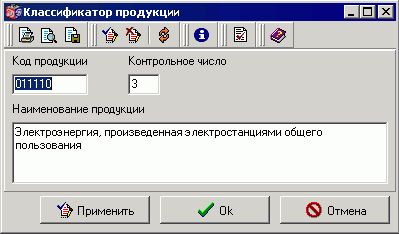 Классификатор продукции
Код продукции Контрольное число
011110 3
Наименование продукции
Электроэнергия, произведенная электростанциями общего
пользования
Применить Ok Отмена